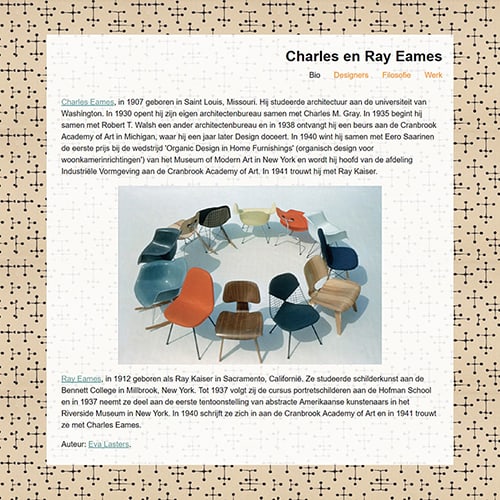 Charles en Ray Eames
Bio Designers Filosofie Werk
Charles Eames, in 1907 geboren in Saint Louis, Missouri. Hij studeerde architectuur aan de universiteit van
Washington. In 1930 opent hij zijn eigen architectenbureau samen met Charles M. Gray. In 1935 begint hij
samen met Robert T. Walsh een ander architectenbureau en in 1938 ontvangt hij een beurs aan de Cranbrook
Academy of Art in Michigan, waar hij een jaar later Design doceert. In 1940 wint hij samen met Eero Saarinen
de eerste prijs bij de wedstrijd 'Organic Design in Home Furnishings' (organisch design voor
woonkamerinrichtingen') van het Museum of Modern Art in New York en wordt hij hoofd van de afdeling
Industriële Vormgeving aan de Cranbrook Academy of Art. In 1941 trouwt hij met Ray Kaiser.
Ray Eames, in 1912 geboren als Ray Kaiser in Sacramento, Californië. Ze studeerde schilderkunst aan de
Bennett College in Millbrook, New York. Tot 1937 volgt zij de cursus portretschilderen aan de Hofman School
en in 1937 neemt ze deel aan de eerste tentoonstelling van abstracte Amerikaanse kunstenaars in het
Riverside Museum in New York. In 1940 schrijft ze zich in aan de Cranbrook Academy of Art en in 1941 trouwt
ze met Charles Eames.
Auteur: Eva Lasters.